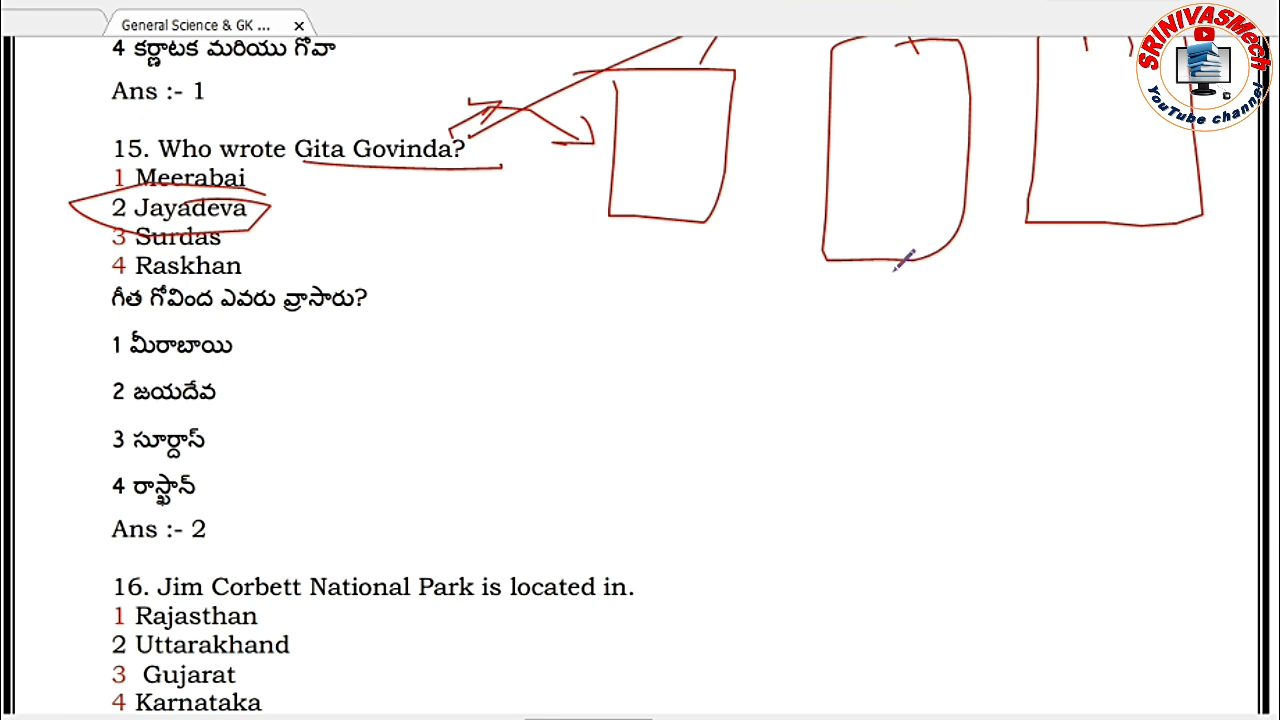 General Science & GK ...
SRINIVASMech
YouTube channel
4 కర్ణాటక మరియు గోవా
Ans :- 1
15. Who wrote Gita Govinda?
1 Meerabai
2 Jayadeva
3 Surdas
4 Raskhan
గీత గోవింద ఎవరు వ్రాసారు?
1 మీరాబాయి
2 జయదేవ
3 సూర్దాస్
4 రాస్ఖాన్
Ans :- 2
16. Jim Corbett National Park is located in.
1 Rajasthan
2 Uttarakhand
3 Gujarat
4 Karnataka